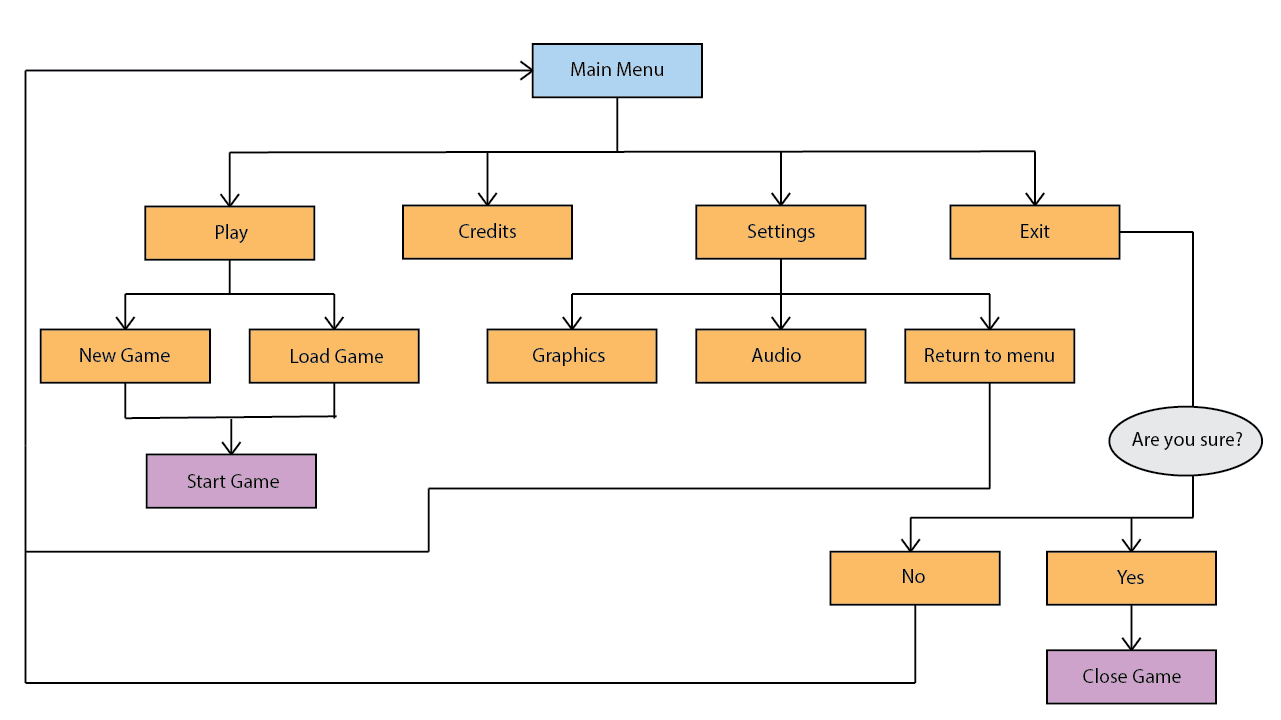 Main Menu
Play
Credits
Settings
Exit
New Game
Load Game
Graphics
Audio
Return to menu
Are you sure?
Start Game
No
Yes
Close Game